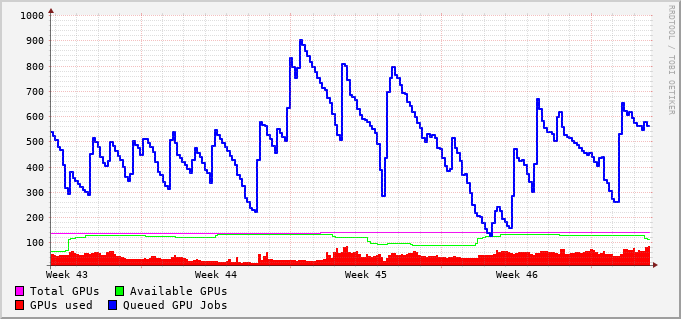 1000
900
800
700
600
500
400
300
200
100
Week 43 Week 44 Week 45 Week 46
Total GPUs Available GPUs
GPUs used Queued GPU Jobs
RRDTOOL / TOBI OETIKER